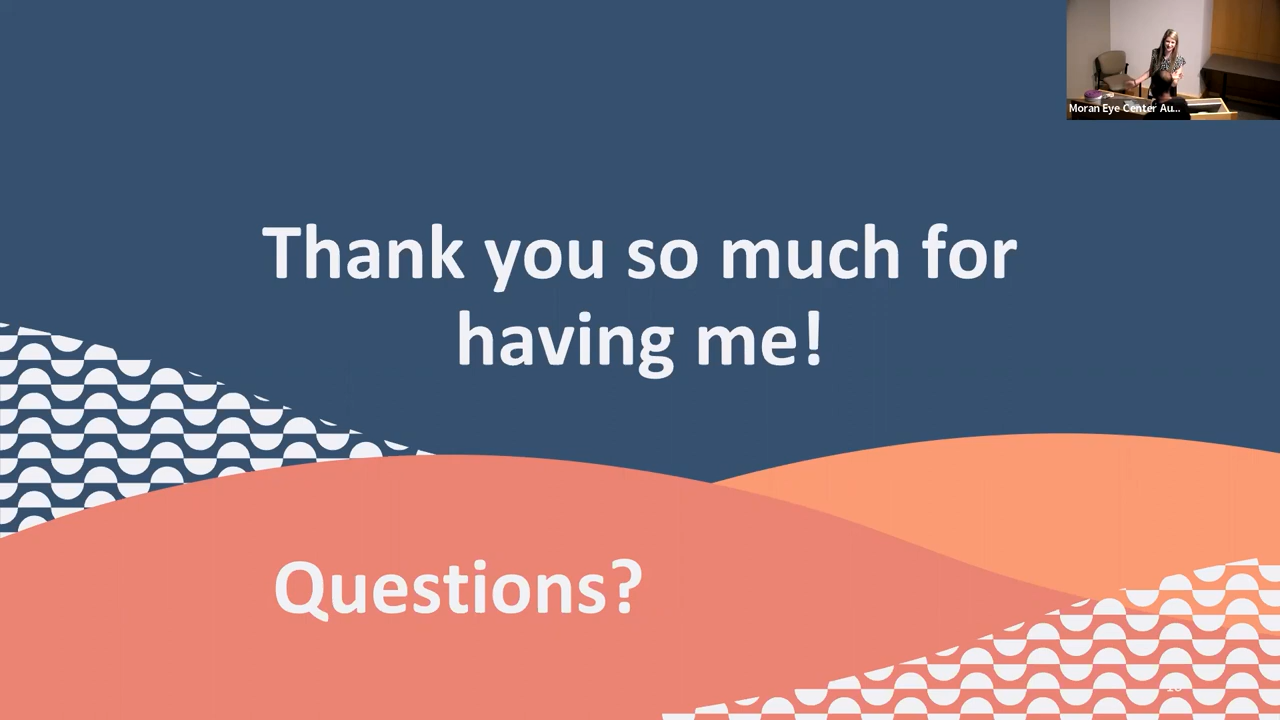 Moran Eye Center Au...
Thank you so much for
having me!
Questions?